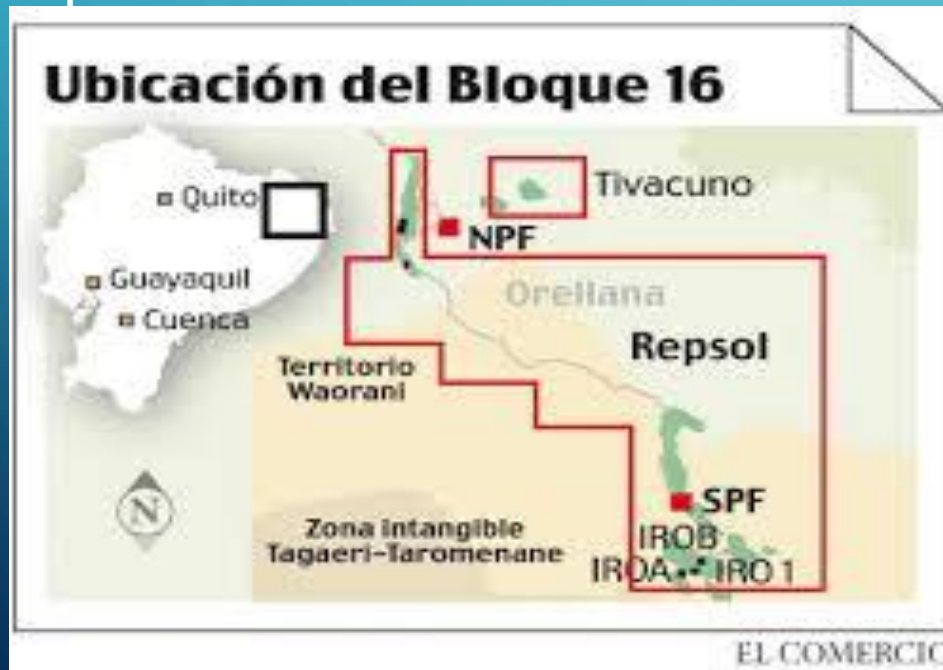 Ubicación del Bloque 16
Quito
Guayaquil
Cuenca
Tivacuno
NPF
Orellana
Repsol
Territorio
Waorani
SPF
Zona Intangible
Tagaeri-Taromenane
IROB
IROA
IRO 1
N
EL COMERCIO